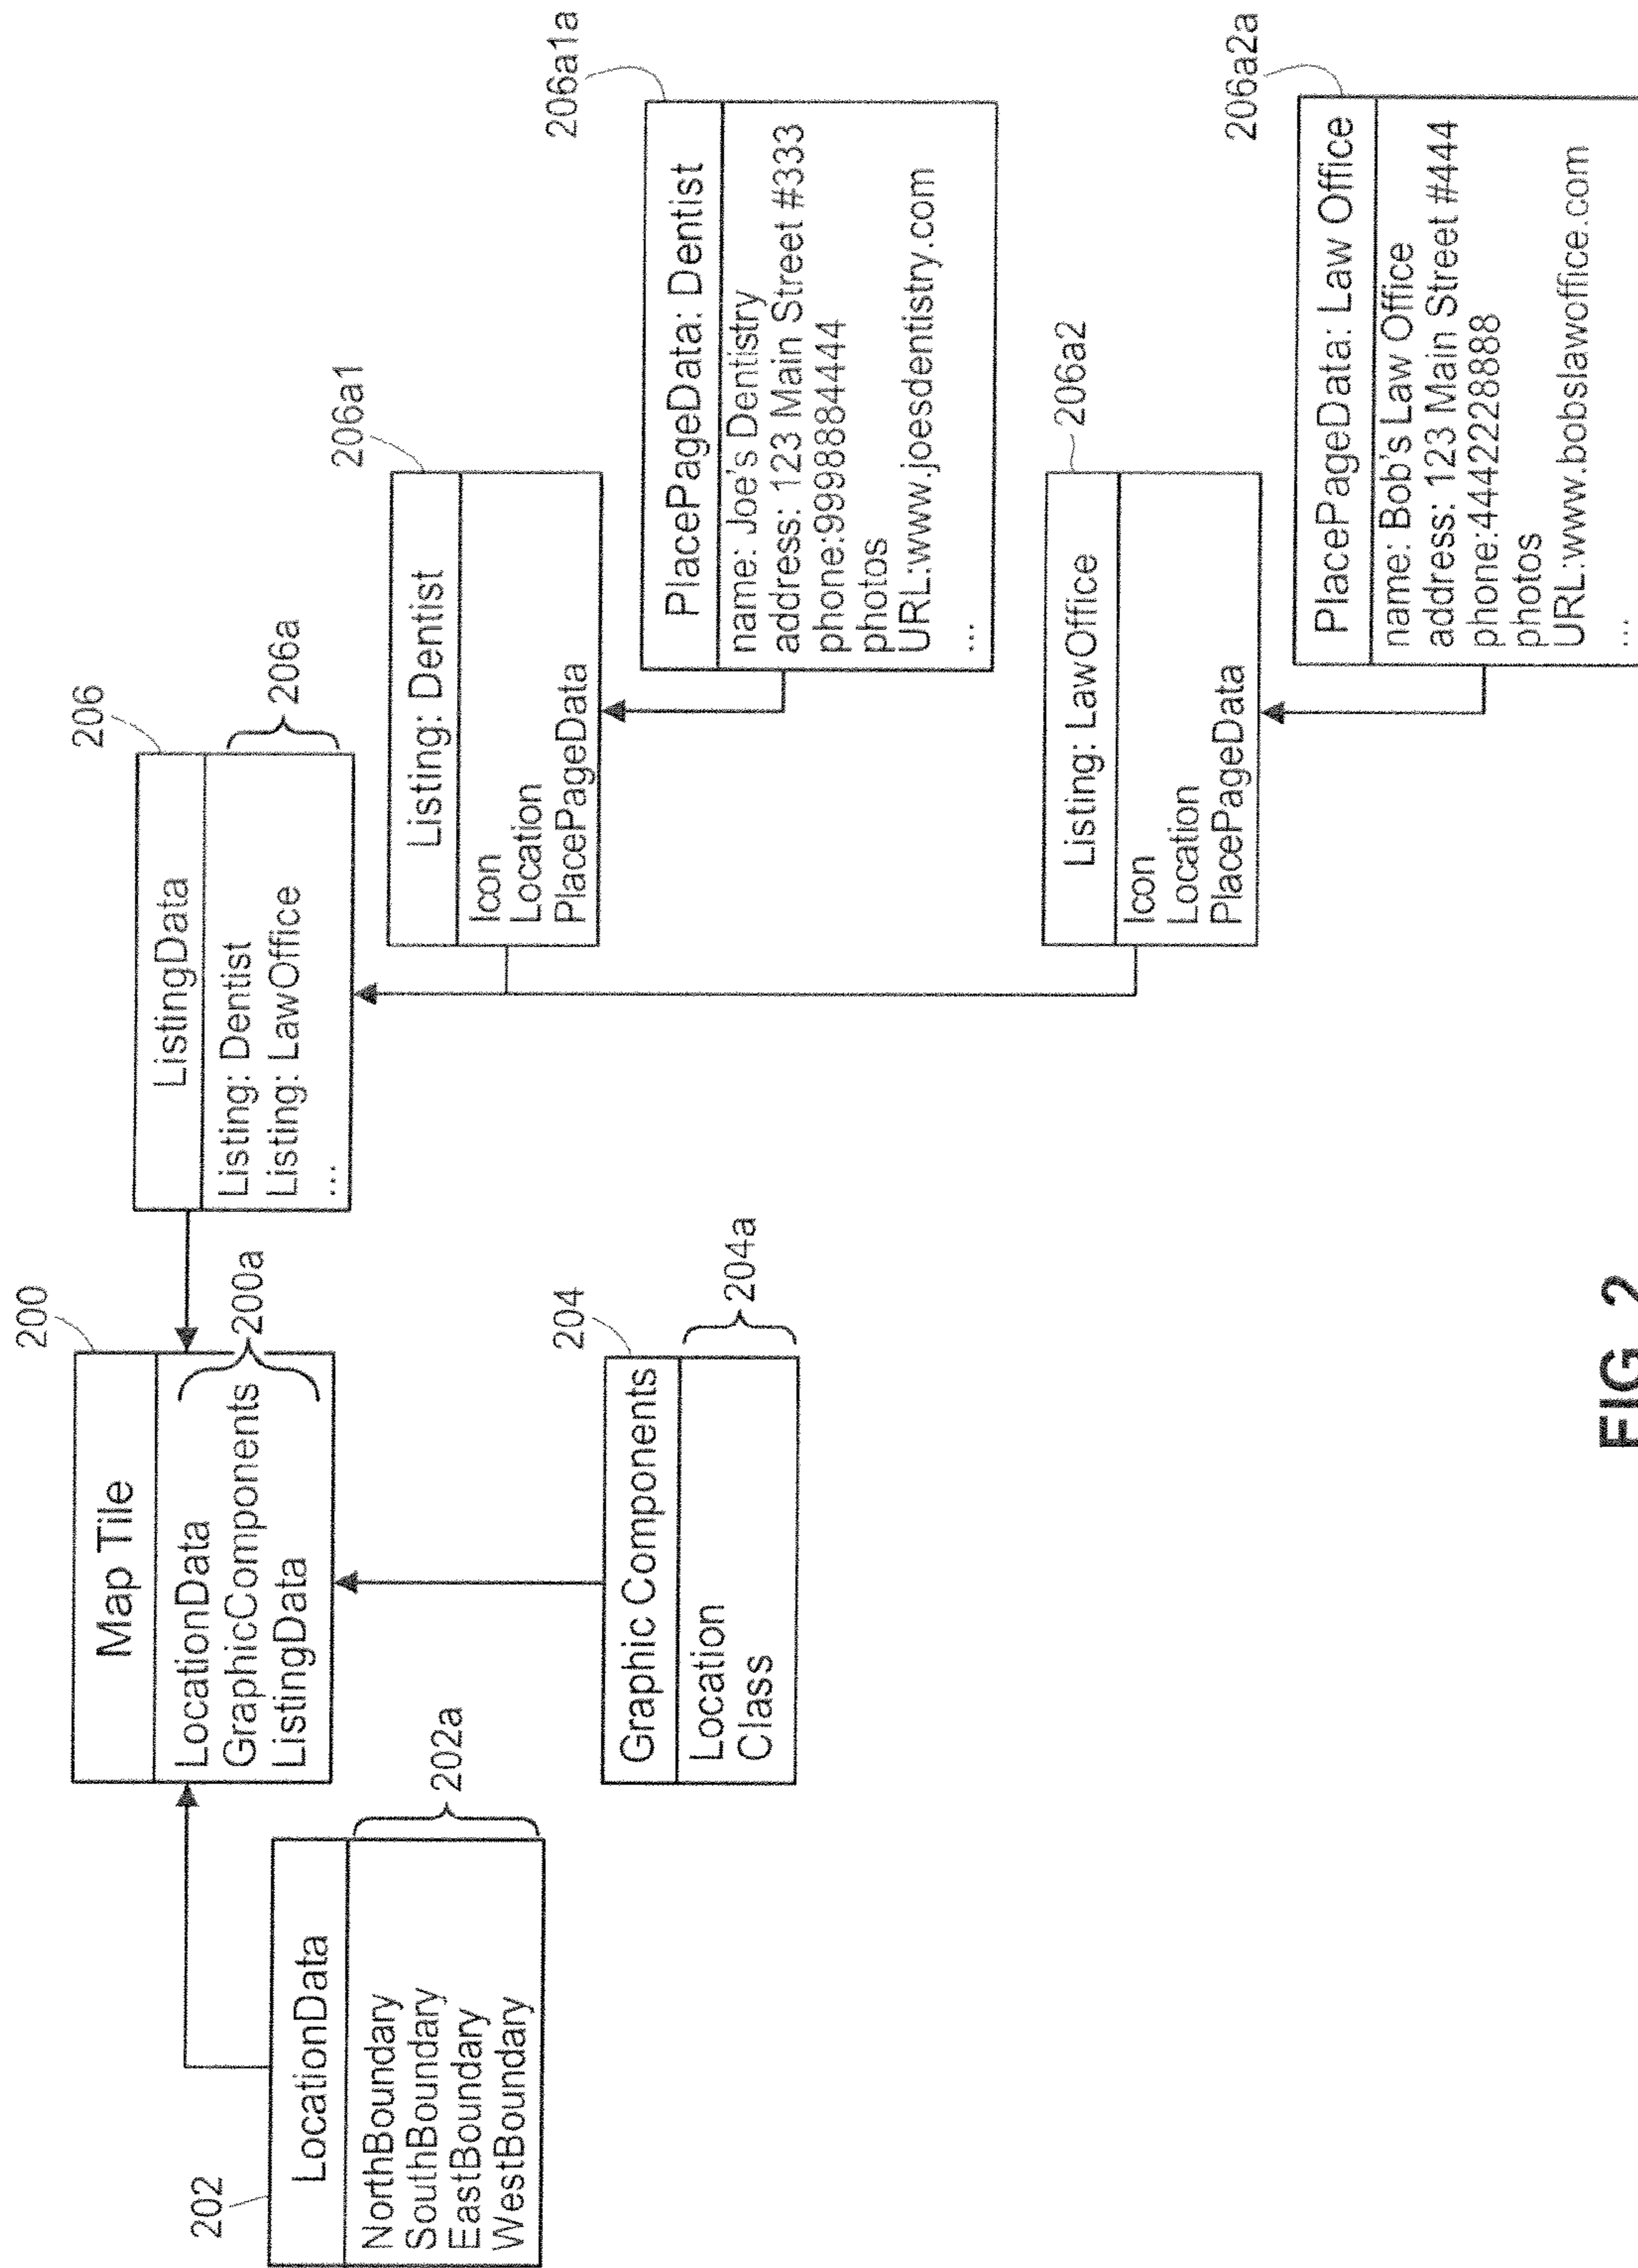 200
Map Tile
LocationData
GraphicComponents
ListingData
200a
202
LocationData
NorthBoundary
SouthBoundary
EastBoundary
WestBoundary
202a
204
Graphic Components
Location
Class
204a
206
ListingData
Listing: Dentist
Listing: LawOffice
...
206a
206a1
Listing: Dentist
Icon
Location
PlacePageData
206a1a
PlacePageData: Dentist
name: Joe's Dentistry
address: 123 Main Street #333
phone:9998884444
photos
URL:www.joesdentistry.com
...
206a2
Listing: LawOffice
Icon
Location
PlacePageData
206a2a
PlacePageData: Law Office
name: Bob's Law Office
address: 123 Main Street #444
phone:4442228888
photos
URL:www.bobslawoffice.com
...
FIG. 2